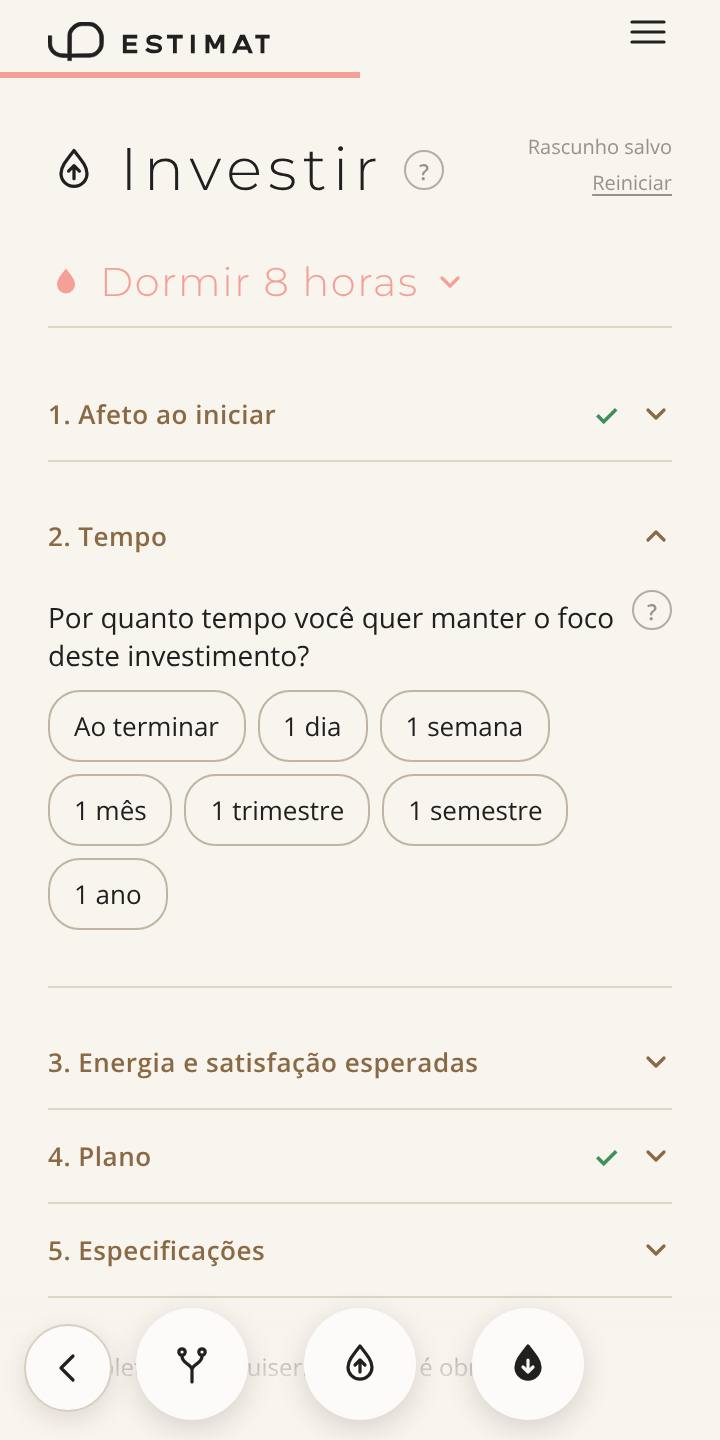 ESTIMAT
Investir ?
Rascunho salvo
Reiniciar
Dormir 8 horas
1. Afeto ao iniciar
2. Tempo
Por quanto tempo você quer manter o foco ?
deste investimento?
Ao terminar 1 dia 1 semana
1 mês 1 trimestre 1 semestre
1 ano
3. Energia e satisfação esperadas
4. Plano
5. Especificações
é